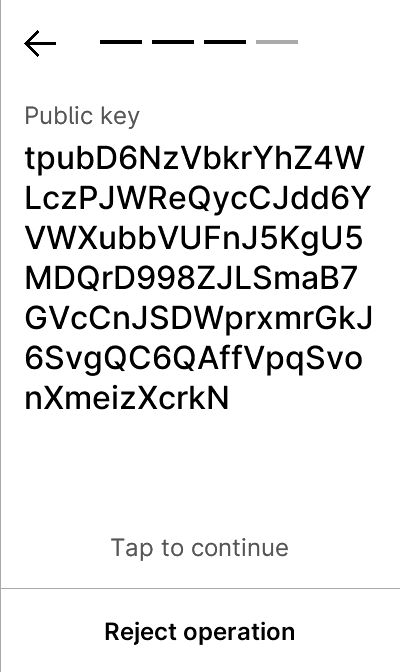 Public key
tpubD6NzVbkrYhZ4W
LczPJWReQycCJdd6Y
VWXubbVUFnJ5KgU5
MDQrD998ZJLSmaB7
GVcCnJSDWprxmrGkJ
6SvgQC6QAffVpqSvo
nXmeizXcrkN
Tap to continue
Reject operation